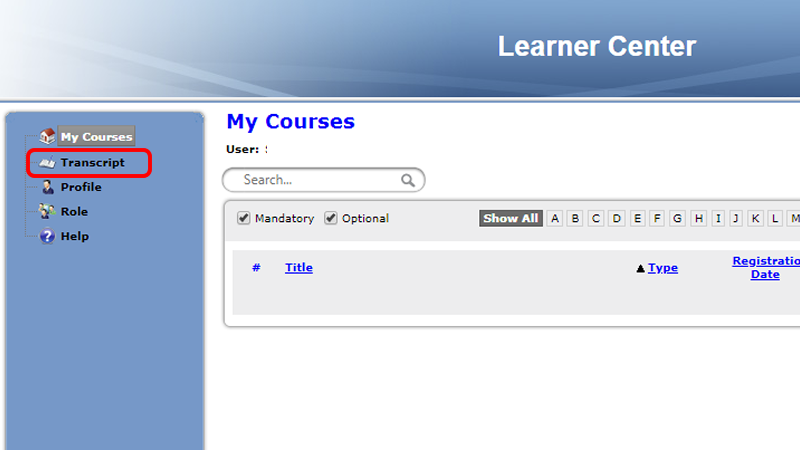 Learner Center
My Courses
Transcript
Profile
Role
Help
My Courses
User: :
Search...
Mandatory Optional Show All A B C D E F G H I J K L M
# Title ▲ Type Registratio
Date